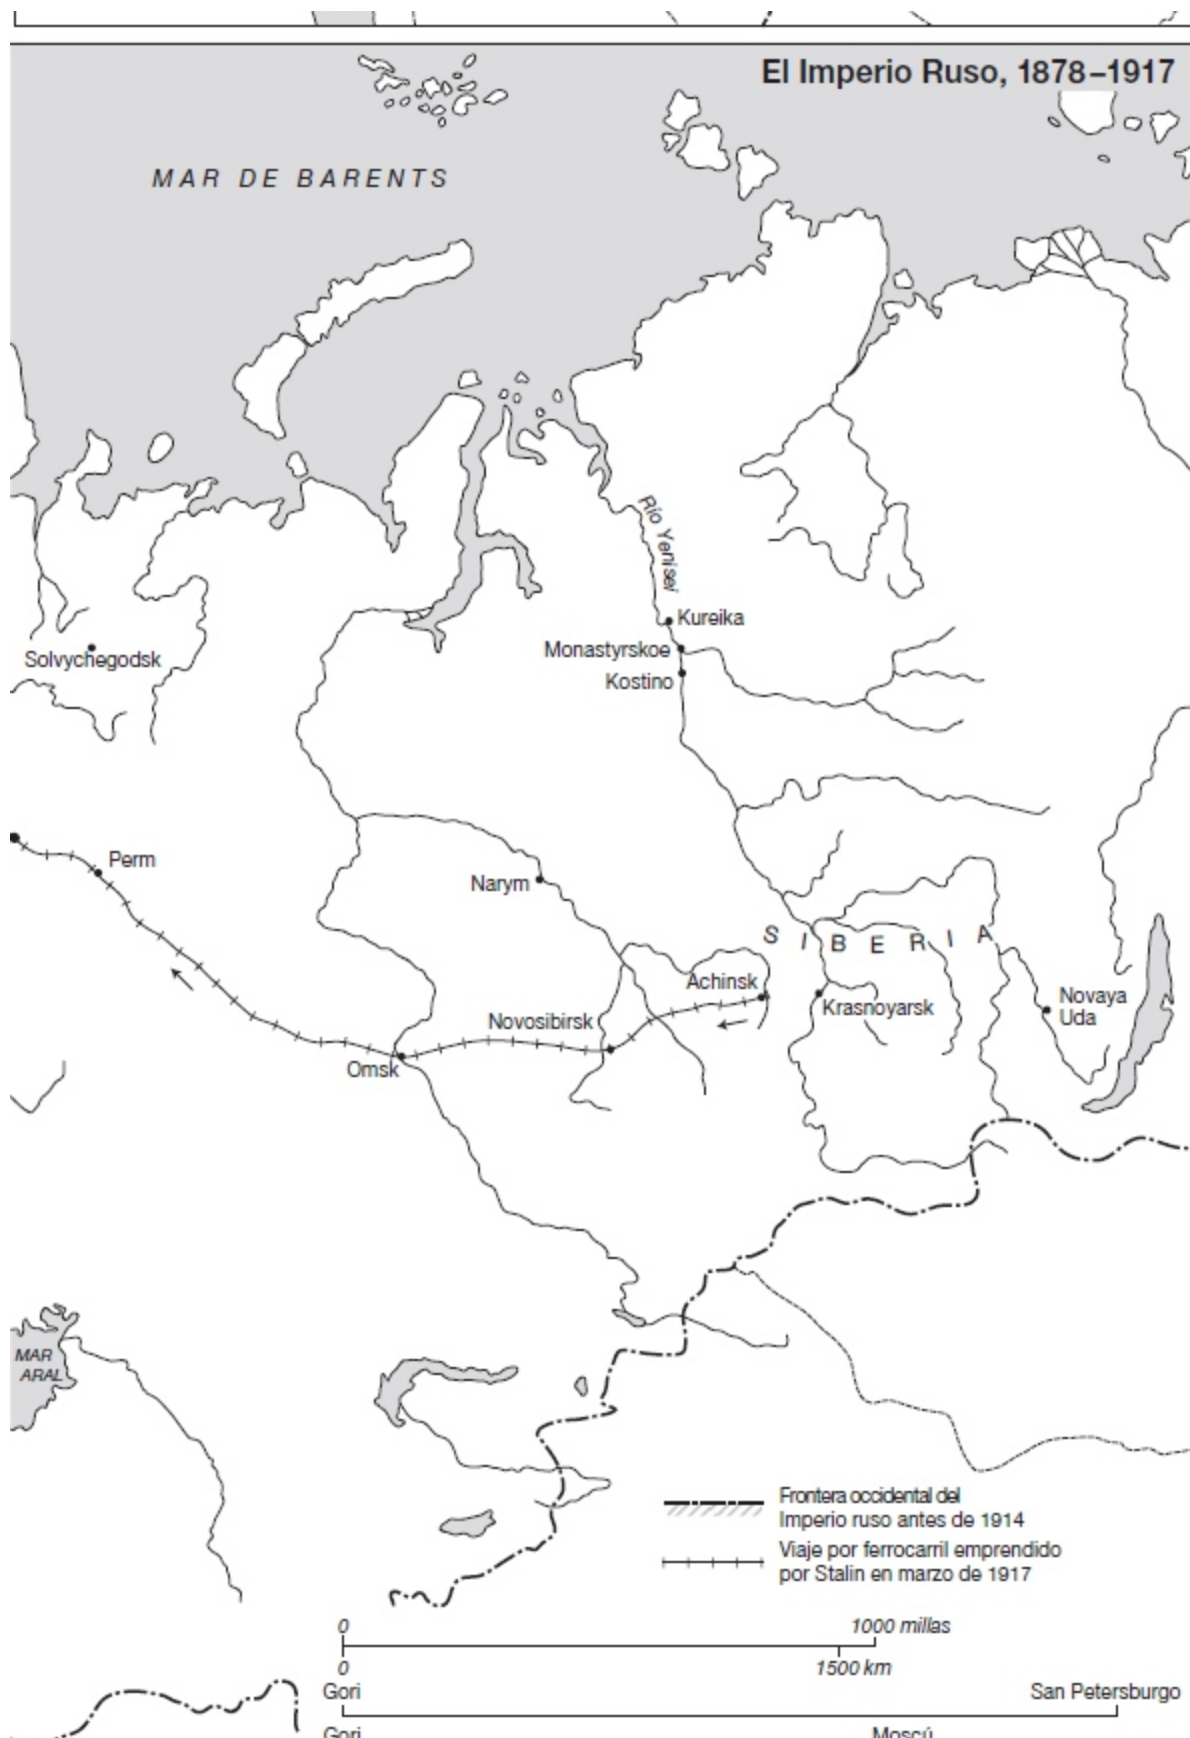 El Imperio Ruso, 1878–1917
MAR DE BARENTS
Río Yenisei
Kureika
Monastyrskoe
Solvychegodsk
Kostino
Perm
Narym
SIBERIA
Achinsk
Novaya
Uda
Krasnoyarsk
Novosibirsk
Omsk
MAR
ARAL
Frontera occidental del
Imperio ruso antes de 1914
Viaje por ferrocarril emprendido
por Stalin en marzo de 1917
0 1000 millas
0 1500 km
Gori San Petersburgo
Gori Moscú